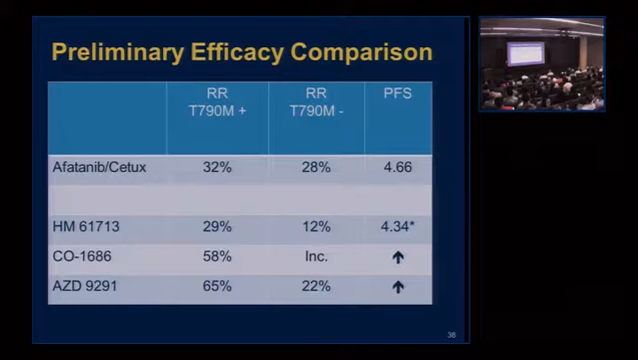 Preliminary Efficacy Comparison
RR T790M + RR T790M - PFS
Afatanib/Cetux 32% 28% 4.66
HM 61713 29% 12% 4.34*
CO-1686 58% Inc. ↑
AZD 9291 65% 22% ↑
38